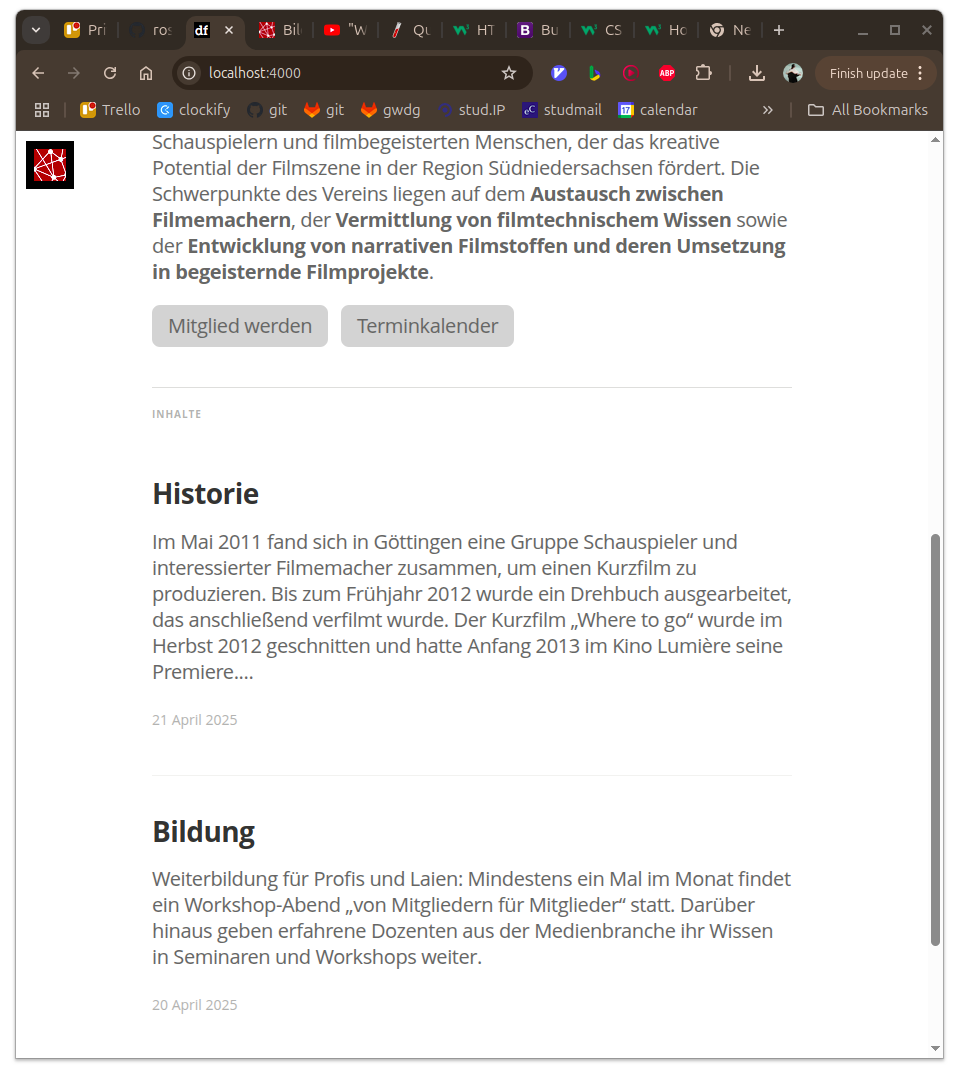 Pri
ros
df
Bil
"W
Qu
HT
B
Bu
CS
Ho
Ne
localhost:4000
ABP
Finish update
Trello
clockify
git
git
gwdg
stud.IP
eC
studmail
17
calendar
»
All Bookmarks
Schauspielern und filmbegeisterten Menschen, der das kreative
Potential der Filmszene in der Region Südniedersachsen fördert. Die
Schwerpunkte des Vereins liegen auf dem Austausch zwischen
Filmemachern, der Vermittlung von filmtechnischem Wissen sowie
der Entwicklung von narrativen Filmstoffen und deren Umsetzung
in begeisternde Filmprojekte.
Mitglied werden
Terminkalender
INHALTE
Historie
Im Mai 2011 fand sich in Göttingen eine Gruppe Schauspieler und
interessierter Filmemacher zusammen, um einen Kurzfilm zu
produzieren. Bis zum Frühjahr 2012 wurde ein Drehbuch ausgearbeitet,
das anschließend verfilmt wurde. Der Kurzfilm „Where to go“ wurde im
Herbst 2012 geschnitten und hatte Anfang 2013 im Kino Lumière seine
Premiere....
21 April 2025
Bildung
Weiterbildung für Profis und Laien: Mindestens ein Mal im Monat findet
ein Workshop-Abend „von Mitgliedern für Mitglieder“ statt. Darüber
hinaus geben erfahrene Dozenten aus der Medienbranche ihr Wissen
in Seminaren und Workshops weiter.
20 April 2025